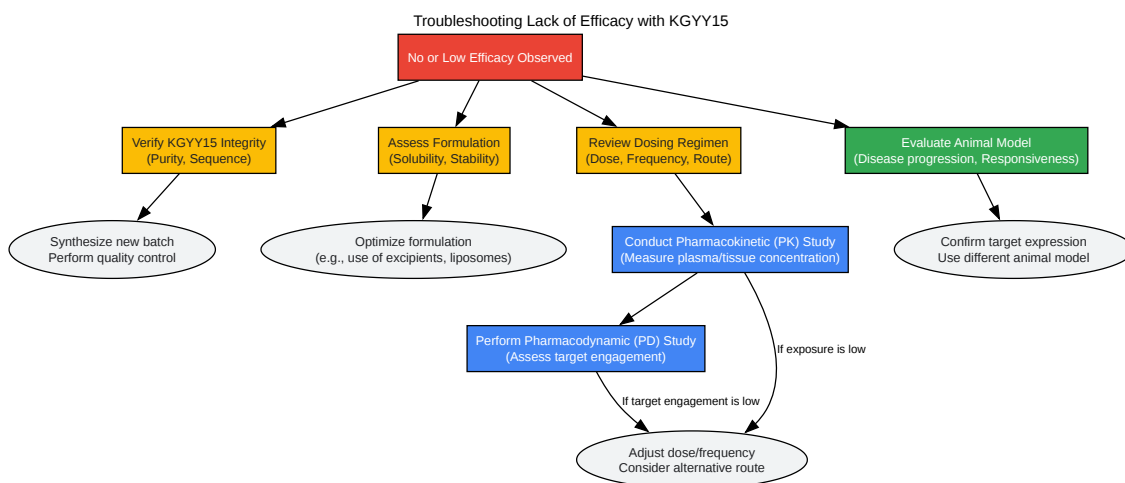 Troubleshooting Lack of Efficacy with KGYY15
No or Low Efficacy Observed
Verify KGYY15 Integrity
(Purity, Sequence)
Assess Formulation
(Solubility, Stability)
Review Dosing Regimen
(Dose, Frequency, Route)
Evaluate Animal Model
(Disease progression, Responsiveness)
Synthesize new batch
Perform quality control
Optimize formulation
(e.g., use of excipients, liposomes)
Conduct Pharmacokinetic (PK) Study
(Measure plasma/tissue concentration)
Confirm target expression
Use different animal model
Perform Pharmacodynamic (PD) Study
(Assess target engagement)
If exposure is low
If target engagement is low
Adjust dose/frequency
Consider alternative route